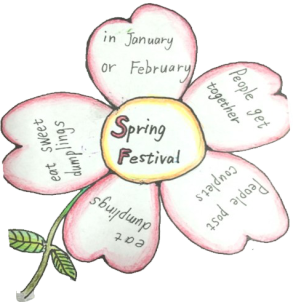 in January
or February
People get
together
Spring
Festival
People post
couplets
eat
dumplings
eat sweet
dumplings